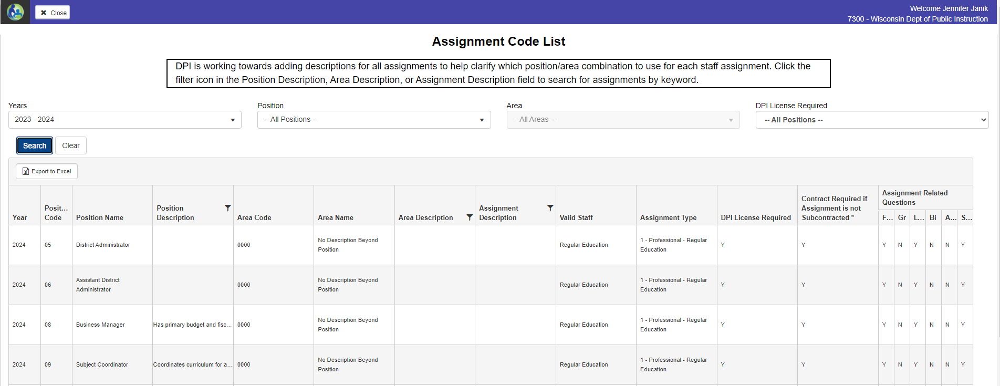 Close
Welcome Jennifer Janik
7300 - Wisconsin Dept of Public Instruction
Assignment Code List
DPI is working towards adding descriptions for all assignments to help clarify which position/area combination to use for each staff assignment. Click the
filter icon in the Position Description, Area Description, or Assignment Description field to search for assignments by keyword.
Years Position Area DPI License Required
2023 - 2024 -- All Positions -- -- All Areas -- -- All Positions --
Search Clear
Export to Excel
Year
Posit...
Code
Position Name
Position
Description
Area Code
Area Name
Area Description
Assignment
Description
Valid Staff
Assignment Type
DPI License Required
Contract Required if
Assignment is not
Subcontracted *
Assignment Related
Questions
F... Gr L... Bi A... S...
2024 05 District Administrator 0000
No Description Beyond
Position
Regular Education
1 - Professional - Regular
Education
Y Y Y N Y N N Y
2024 06
Assistant District
Administrator
0000
No Description Beyond
Position
Regular Education
1 - Professional - Regular
Education
Y Y Y N Y N N Y
2024 08 Business Manager Has primary budget and fisc... 0000
No Description Beyond
Position
Regular Education
1 - Professional - Regular
Education
Y Y Y N Y N N Y
2024 09 Subject Coordinator Coordinates curriculum for a... 0000
No Description Beyond
Position
Regular Education
1 - Professional - Regular
Education
Y Y Y N Y N N Y